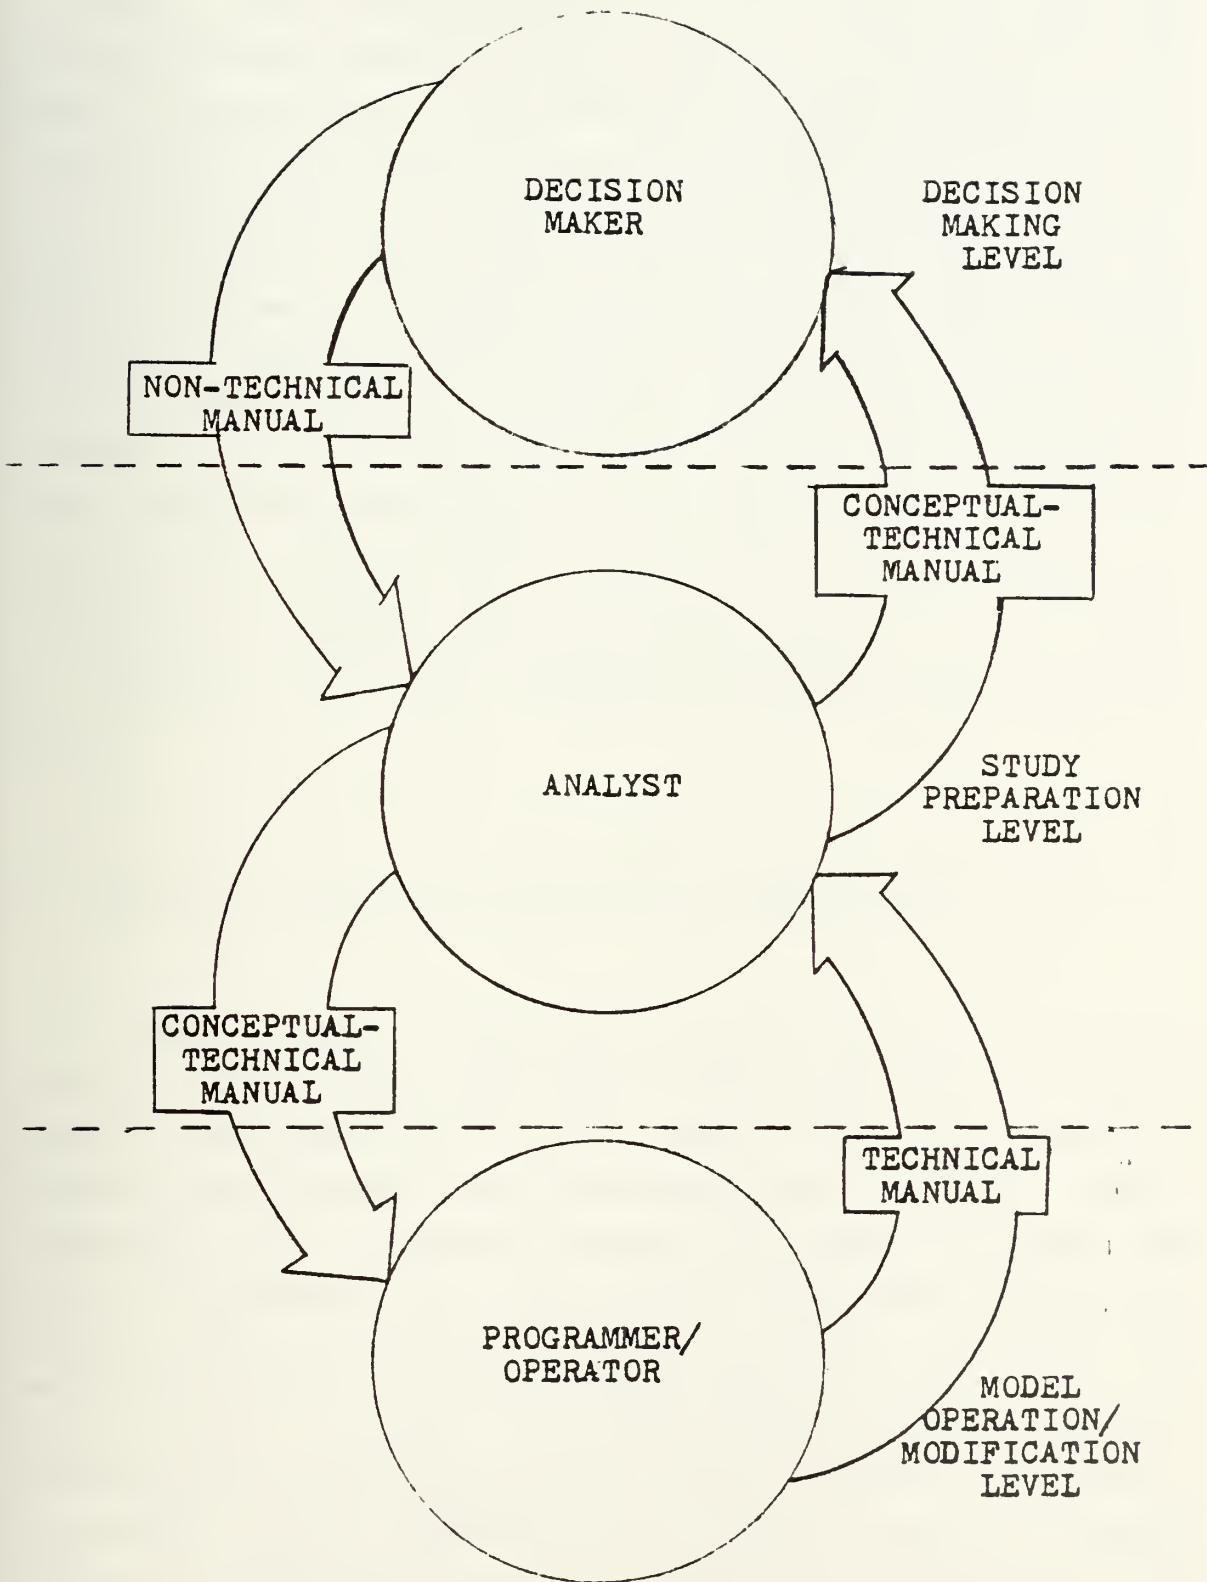 DECISION
MAKER
DECISION
MAKING
LEVEL
NON-TECHNICAL
MANUAL
CONCEPTUAL-
TECHNICAL
MANUAL
ANALYST
STUDY
PREPARATION
LEVEL
CONCEPTUAL-
TECHNICAL
MANUAL
TECHNICAL
MANUAL
PROGRAMMER/
OPERATOR
MODEL
OPERATION/
MODIFICATION
LEVEL